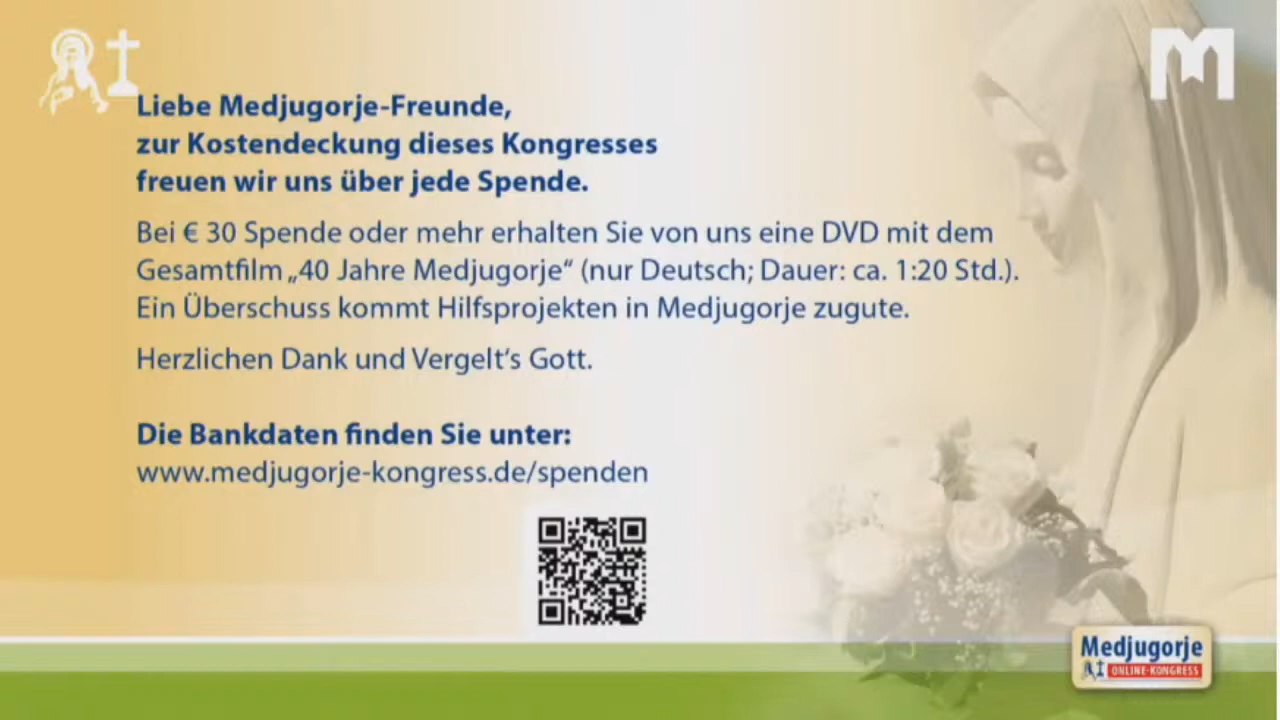 M
Liebe Medjugorje-Freunde,
zur Kostendeckung dieses Kongresses
freuen wir uns über jede Spende.
Bei € 30 Spende oder mehr erhalten Sie von uns eine DVD mit dem
Gesamtfilm „40 Jahre Medjugorje“ (nur Deutsch; Dauer: ca. 1:20 Std.).
Ein Überschuss kommt Hilfsprojekten in Medjugorje zugute.
Herzlichen Dank und Vergelt’s Gott.
Die Bankdaten finden Sie unter:
www.medjugorje-kongress.de/spenden
Medjugorje
ONLINE-KONGRESS